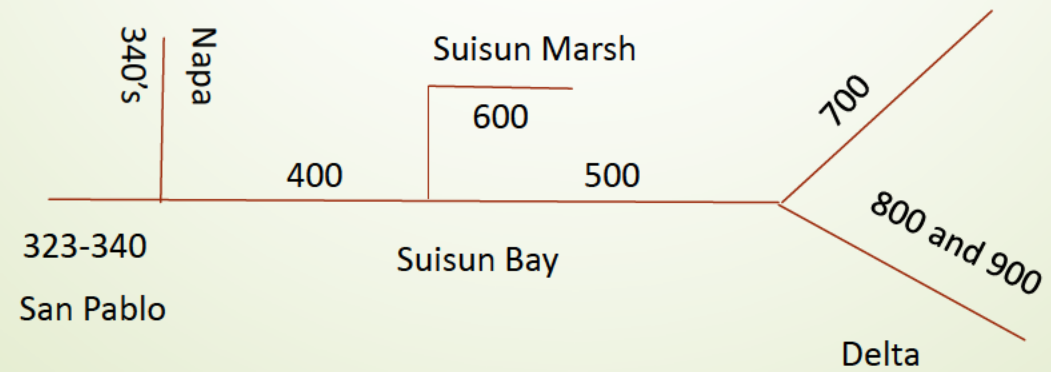 340's
Napa
Suisun Marsh
600
700
400
500
800 and 900
323-340
Suisun Bay
San Pablo
Delta